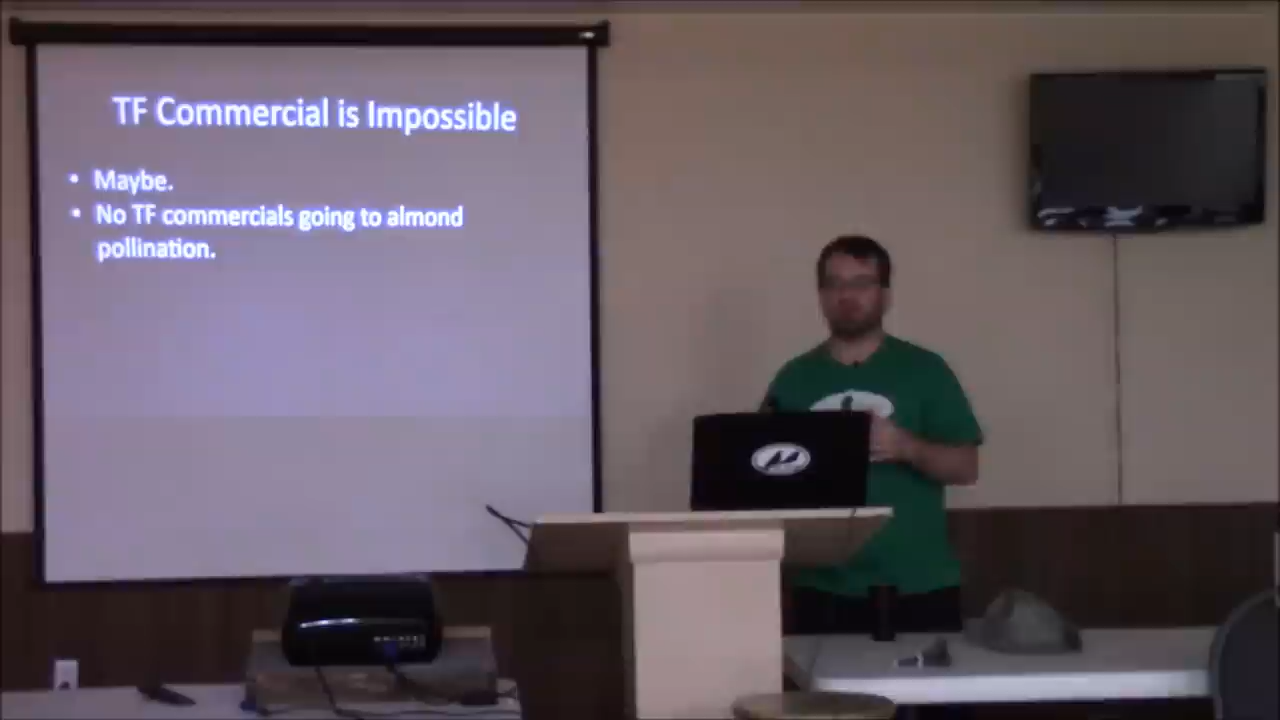 TF Commercial is Impossible
• Maybe.
• No TF commercials going to almond
pollination.